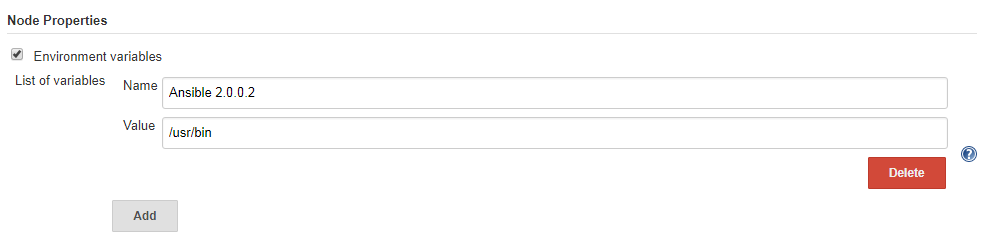 Node Properties
Environment variables
List of variables
Name
Ansible 2.0.0.2
Value
/usr/bin
?
Delete
Add